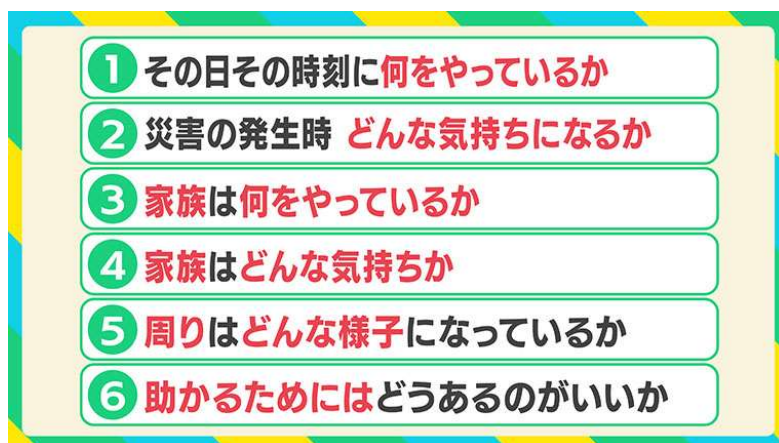 1 その日その時刻に何をやっているか
2 災害の発生時 どんな気持ちになるか
3 家族は何をやっているか
4 家族はどんな気持ちか
5 周りはどんな様子になっているか
6 助かるためにはどうあるのがいいか